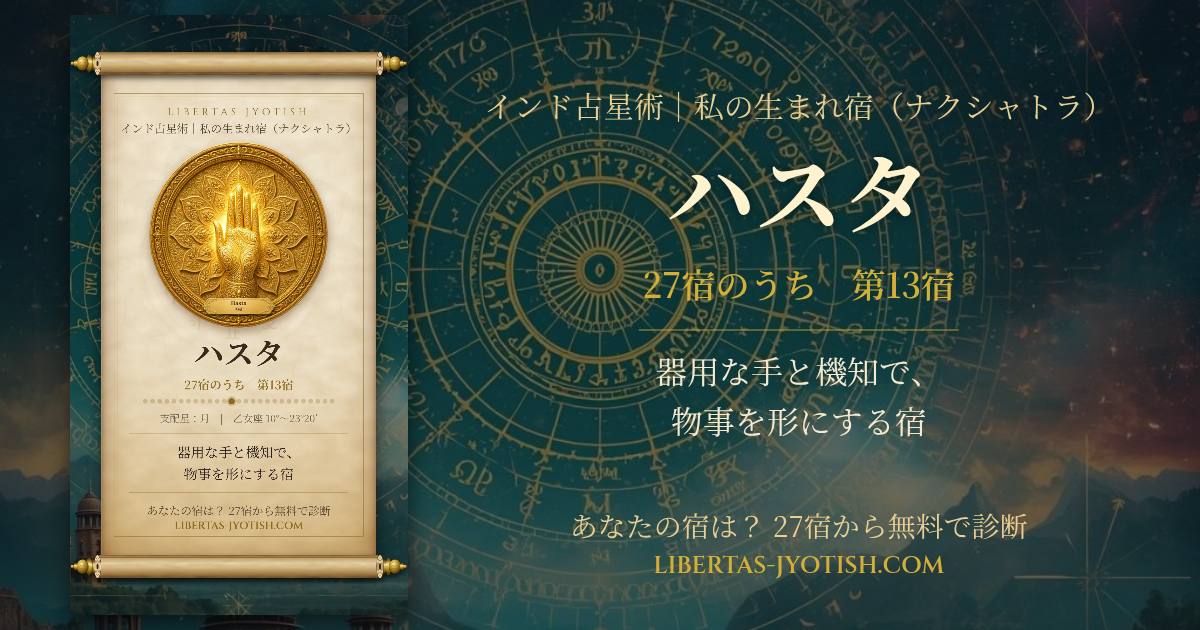 LIBERTAS JYOTISH
インド占星術｜私の生まれ宿（ナクシャトラ）
Hasta
ハスタ
27宿のうち　第13宿
支配星：月　|　乙女座 10°〜23°20′
器用な手と機知で、
物事を形にする宿
あなたの宿は？ 27宿から無料で診断
LIBERTAS-JYOTISH.COM
インド占星術｜私の生まれ宿（ナクシャトラ）
ハスタ
27宿のうち　第13宿
器用な手と機知で、
物事を形にする宿
あなたの宿は？ 27宿から無料で診断
LIBERTAS-JYOTISH.COM